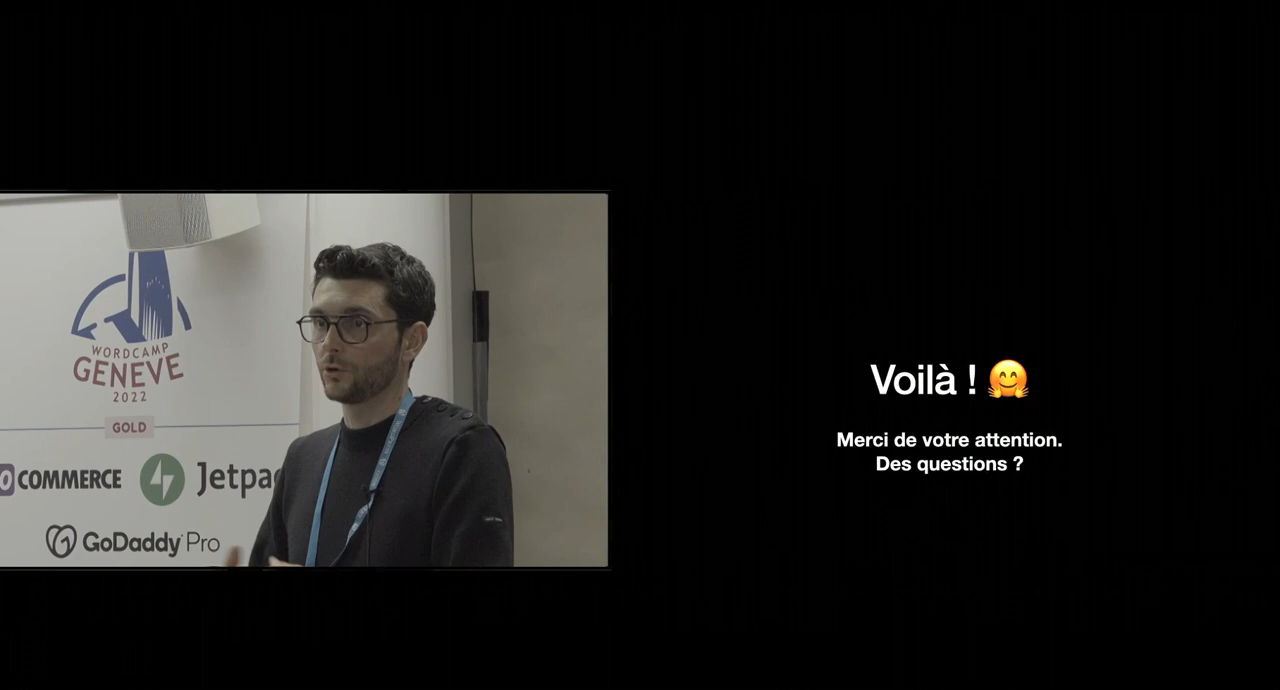 WORDCAMP
GENEVE
2022
GOLD
COMMERCE
Jetpac
GoDaddy Pro
Voilà ! 🤗
Merci de votre attention.
Des questions ?